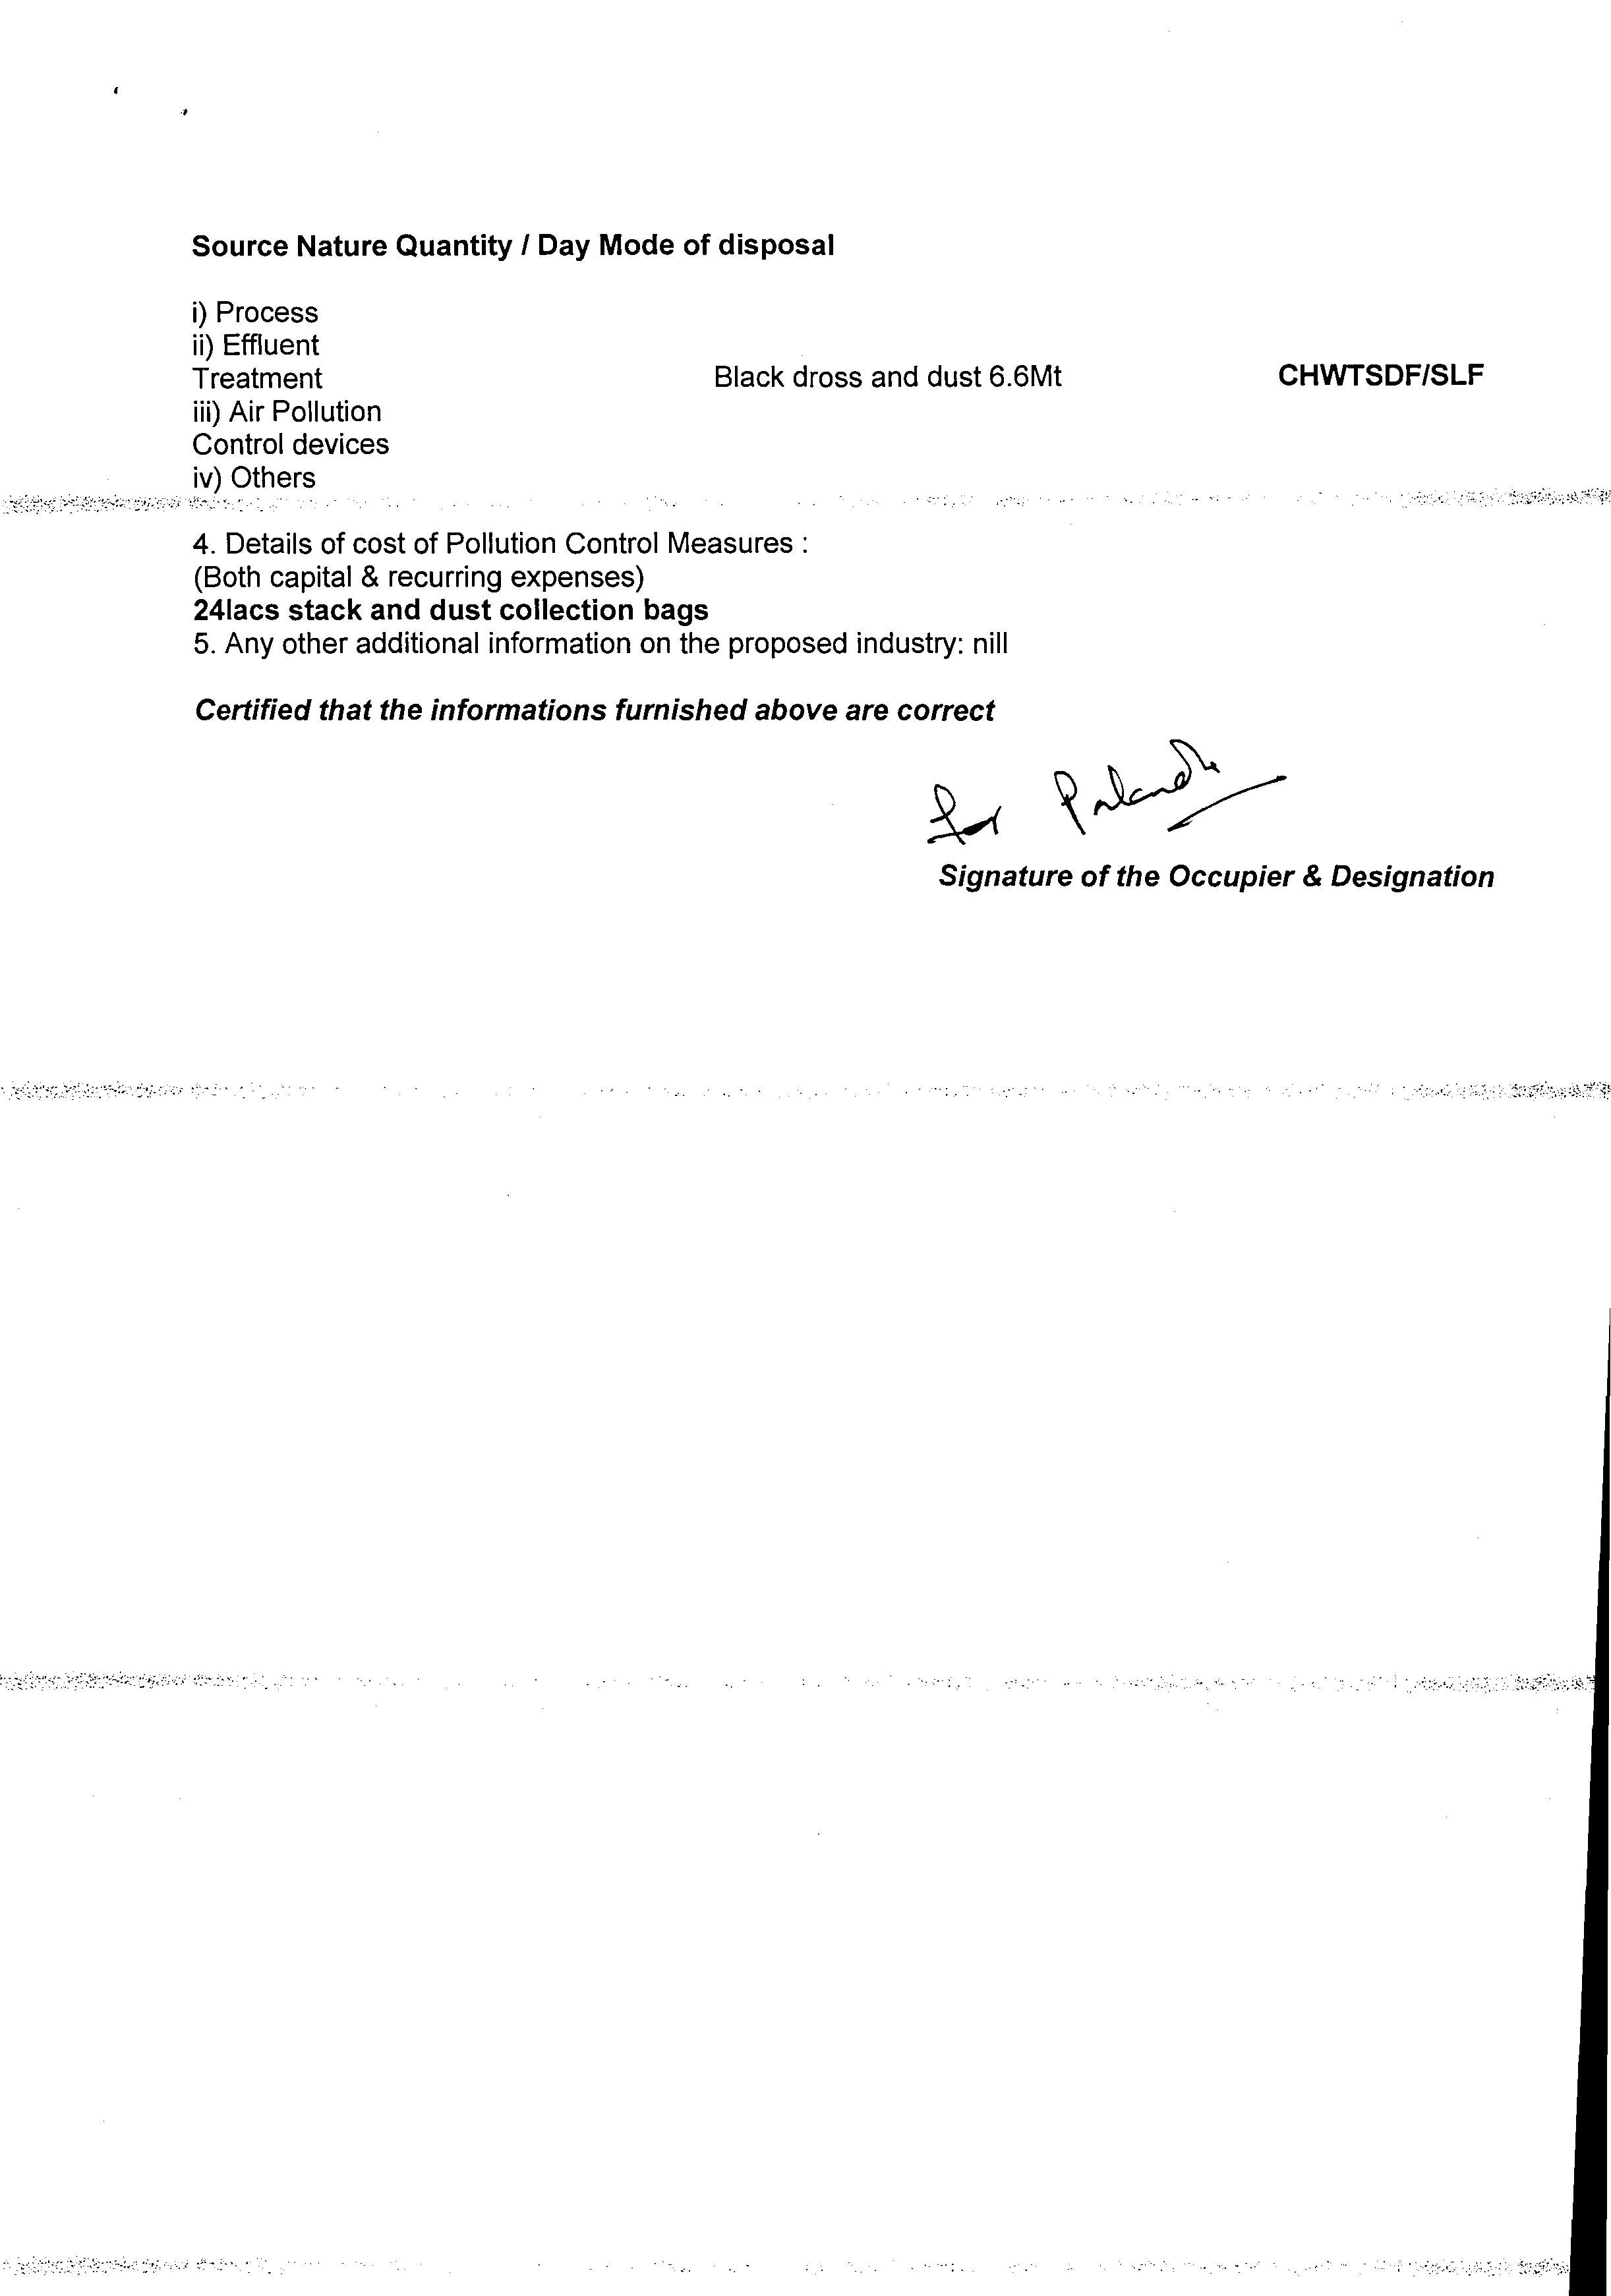 Source Nature Quantity / Day Mode of disposal
i) Process
ii) Effluent
Treatment Black dross and dust 6.6Mt CHWTSDF/SLF
iii) Air Pollution
Control devices
iv) Others
4. Details of cost of Pollution Control Measures :
(Both capital & recurring expenses)
24lacs stack and dust collection bags
5. Any other additional information on the proposed industry: nill
Certified that the informations furnished above are correct
for
Signature of the Occupier & Designation